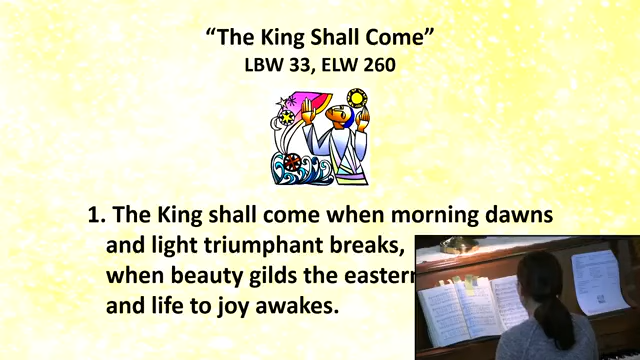 “The King Shall Come”
LBW 33, ELW 260
1. The King shall come when morning dawns
and light triumphant breaks,
when beauty gilds the eastern
and life to joy awakes.